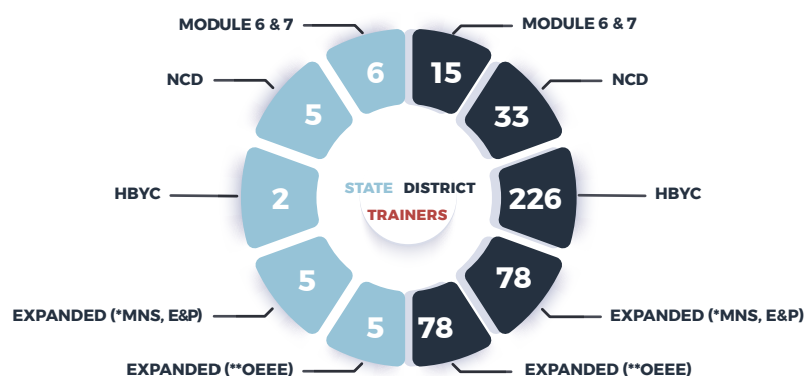 MODULE 6 & 7
MODULE 6 & 7
6
15
NCD
NCD
5
33
HBYC
2
STATE DISTRICT
TRAINERS
226
HBYC
5
78
EXPANDED (*MNS, E&P)
EXPANDED (*MNS, E&P)
5
78
EXPANDED (**OEEE)
EXPANDED (**OEEE)